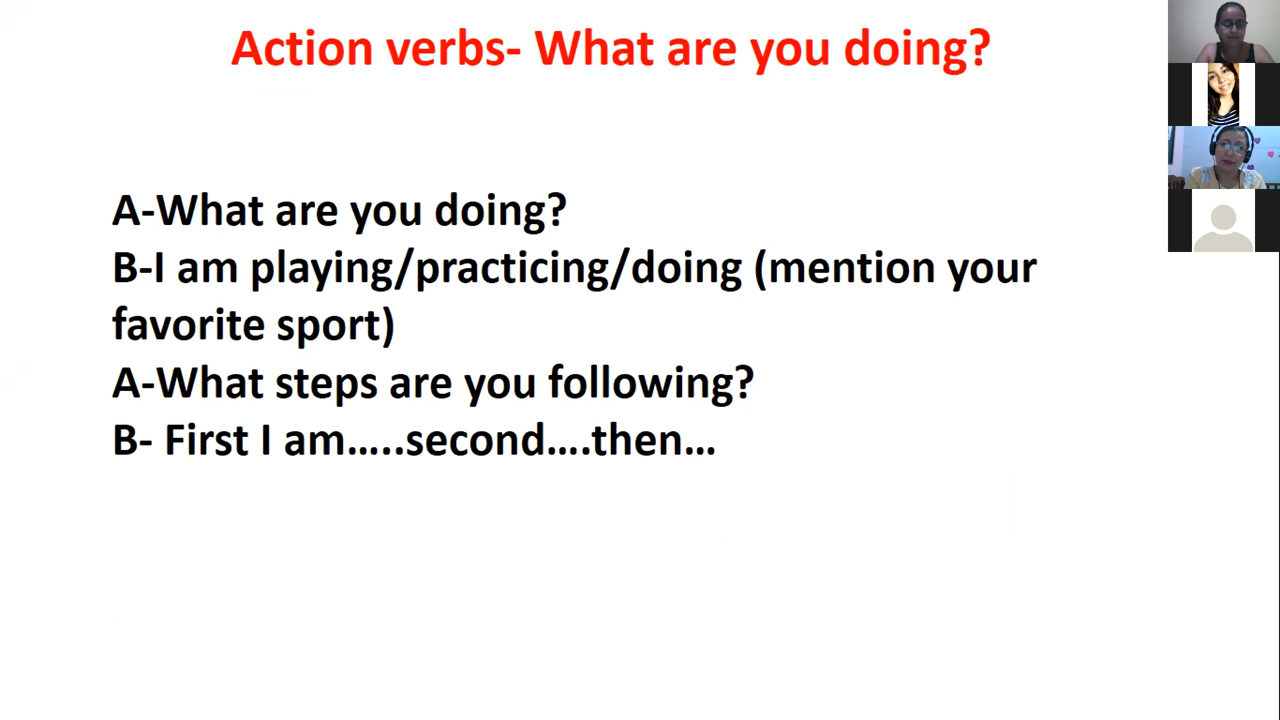 Action verbs- What are you doing?
A-What are you doing?
B-I am playing/practicing/doing (mention your
favorite sport)
A-What steps are you following?
B- First I am…..second….then…